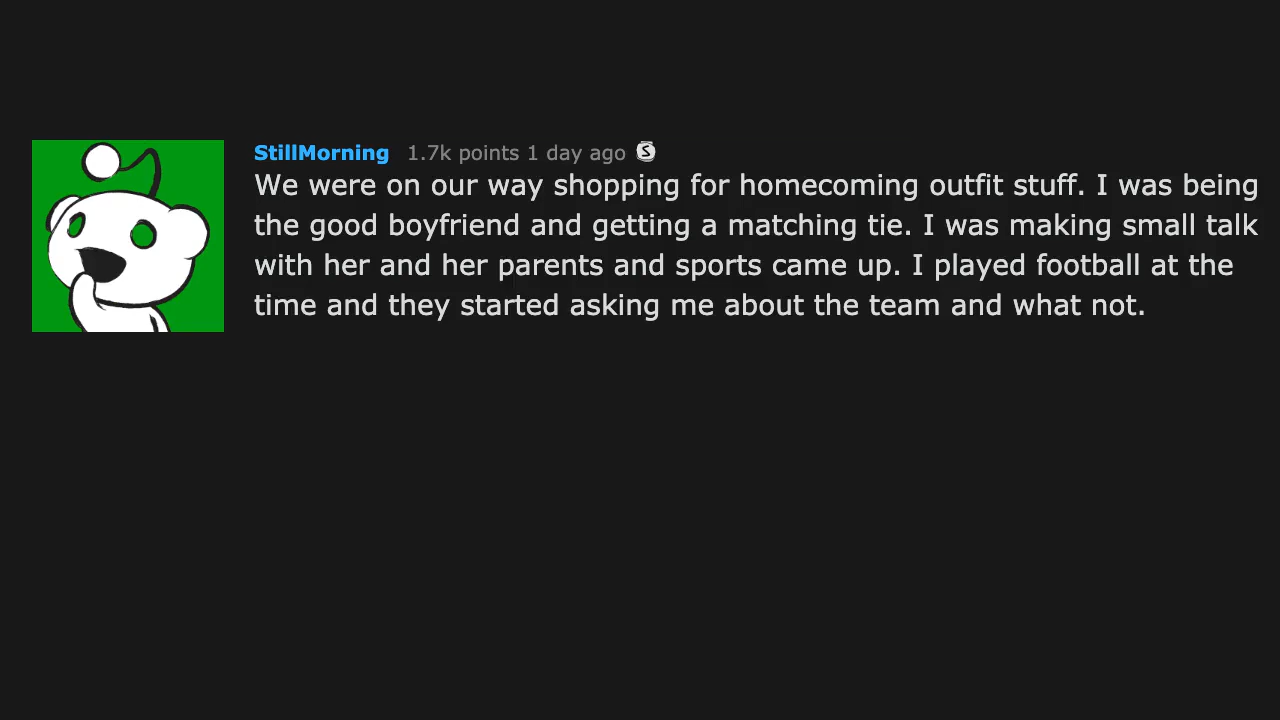 StillMorning 1.7k points 1 day ago S
We were on our way shopping for homecoming outfit stuff. I was being
the good boyfriend and getting a matching tie. I was making small talk
with her and her parents and sports came up. I played football at the
time and they started asking me about the team and what not.